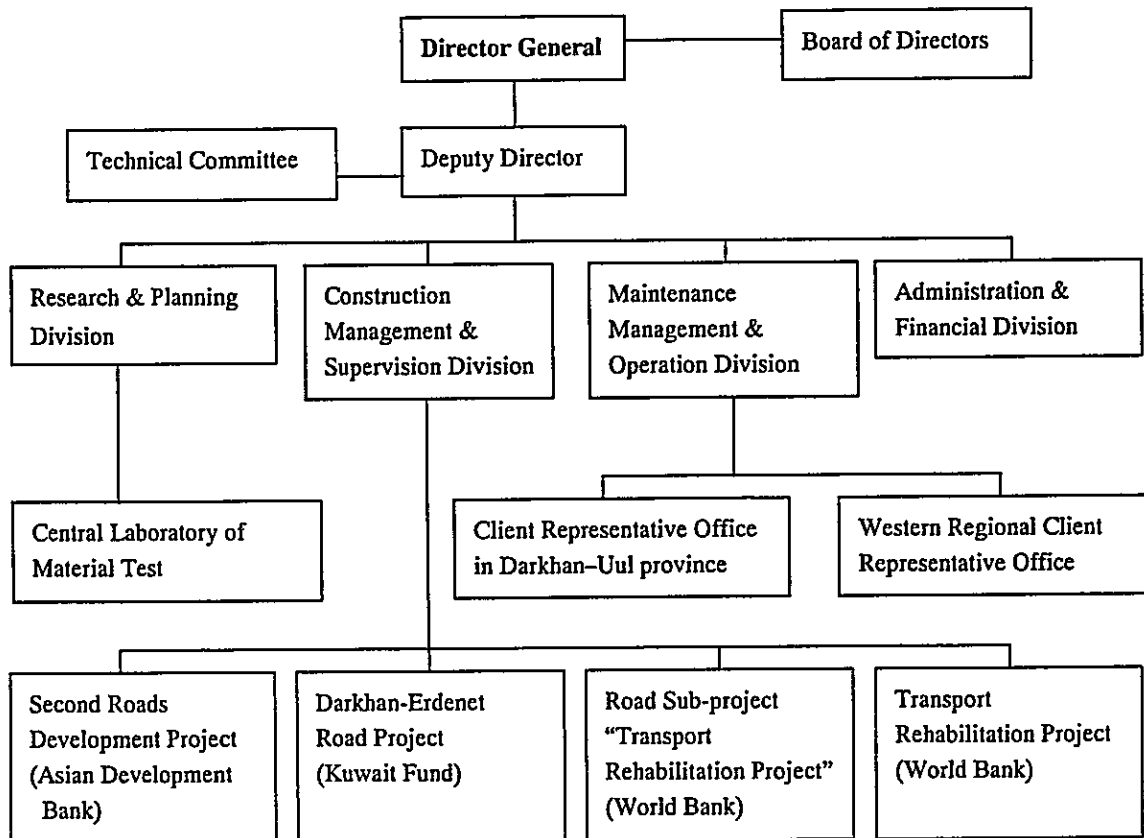 Director General
Board of Directors
Technical Committee
Deputy Director
Research & Planning
Division
Construction
Management &
Supervision Division
Maintenance
Management &
Operation Division
Administration &
Financial Division
Central Laboratory of
Material Test
Client Representative Office
in Darkhan–Uul province
Western Regional Client
Representative Office
Second Roads
Development Project
(Asian Development
Bank)
Darkhan-Erdenet
Road Project
(Kuwait Fund)
Road Sub-project
“Transport
Rehabilitation Project”
(World Bank)
Transport
Rehabilitation Project
(World Bank)